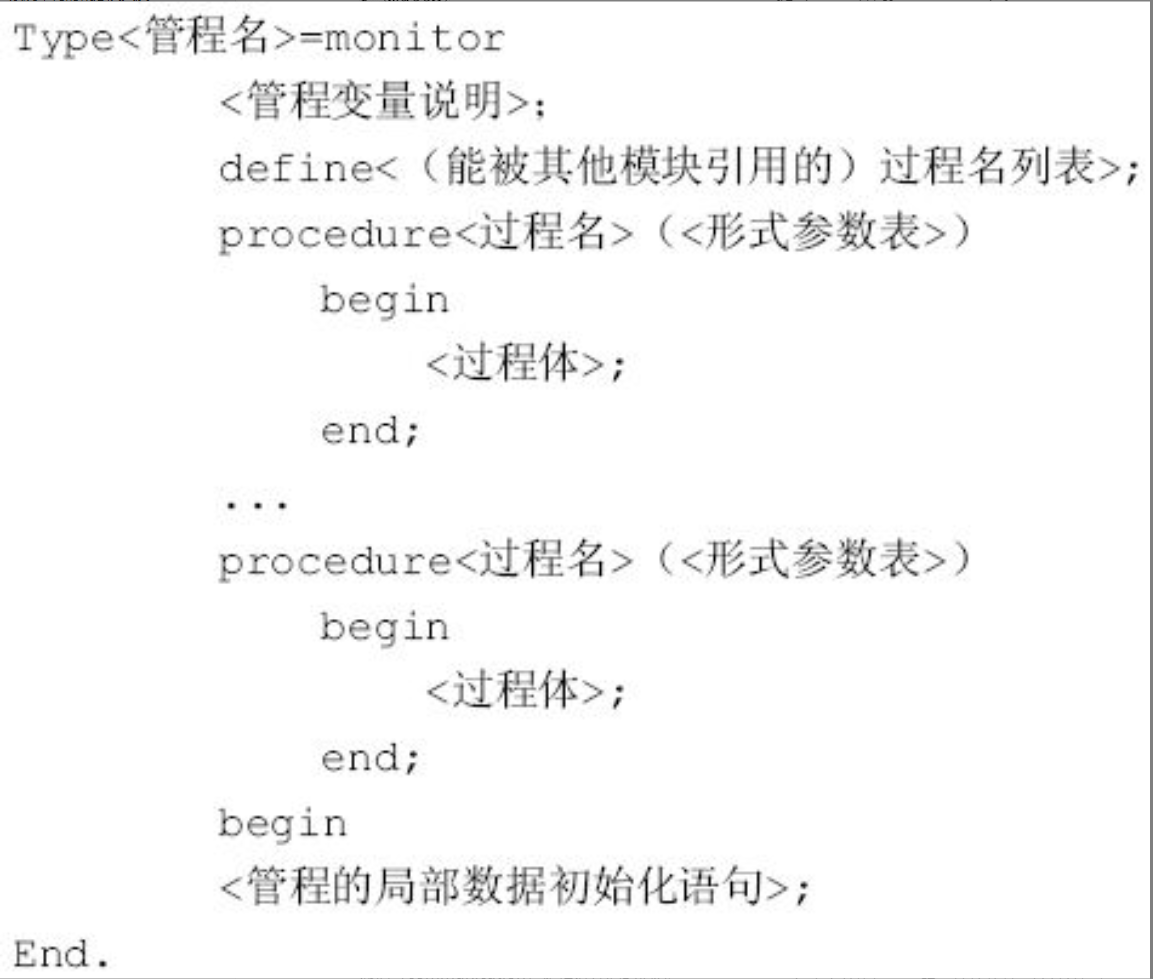 Type<管程名>=monitor
<管程变量说明>;
define<（能被其他模块引用的）过程名列表>;
procedure<过程名>（<形式参数表>）
begin
<过程体>;
end;
...
procedure<过程名>（<形式参数表>）
begin
<过程体>;
end;
begin
<管程的局部数据初始化语句>;
End.